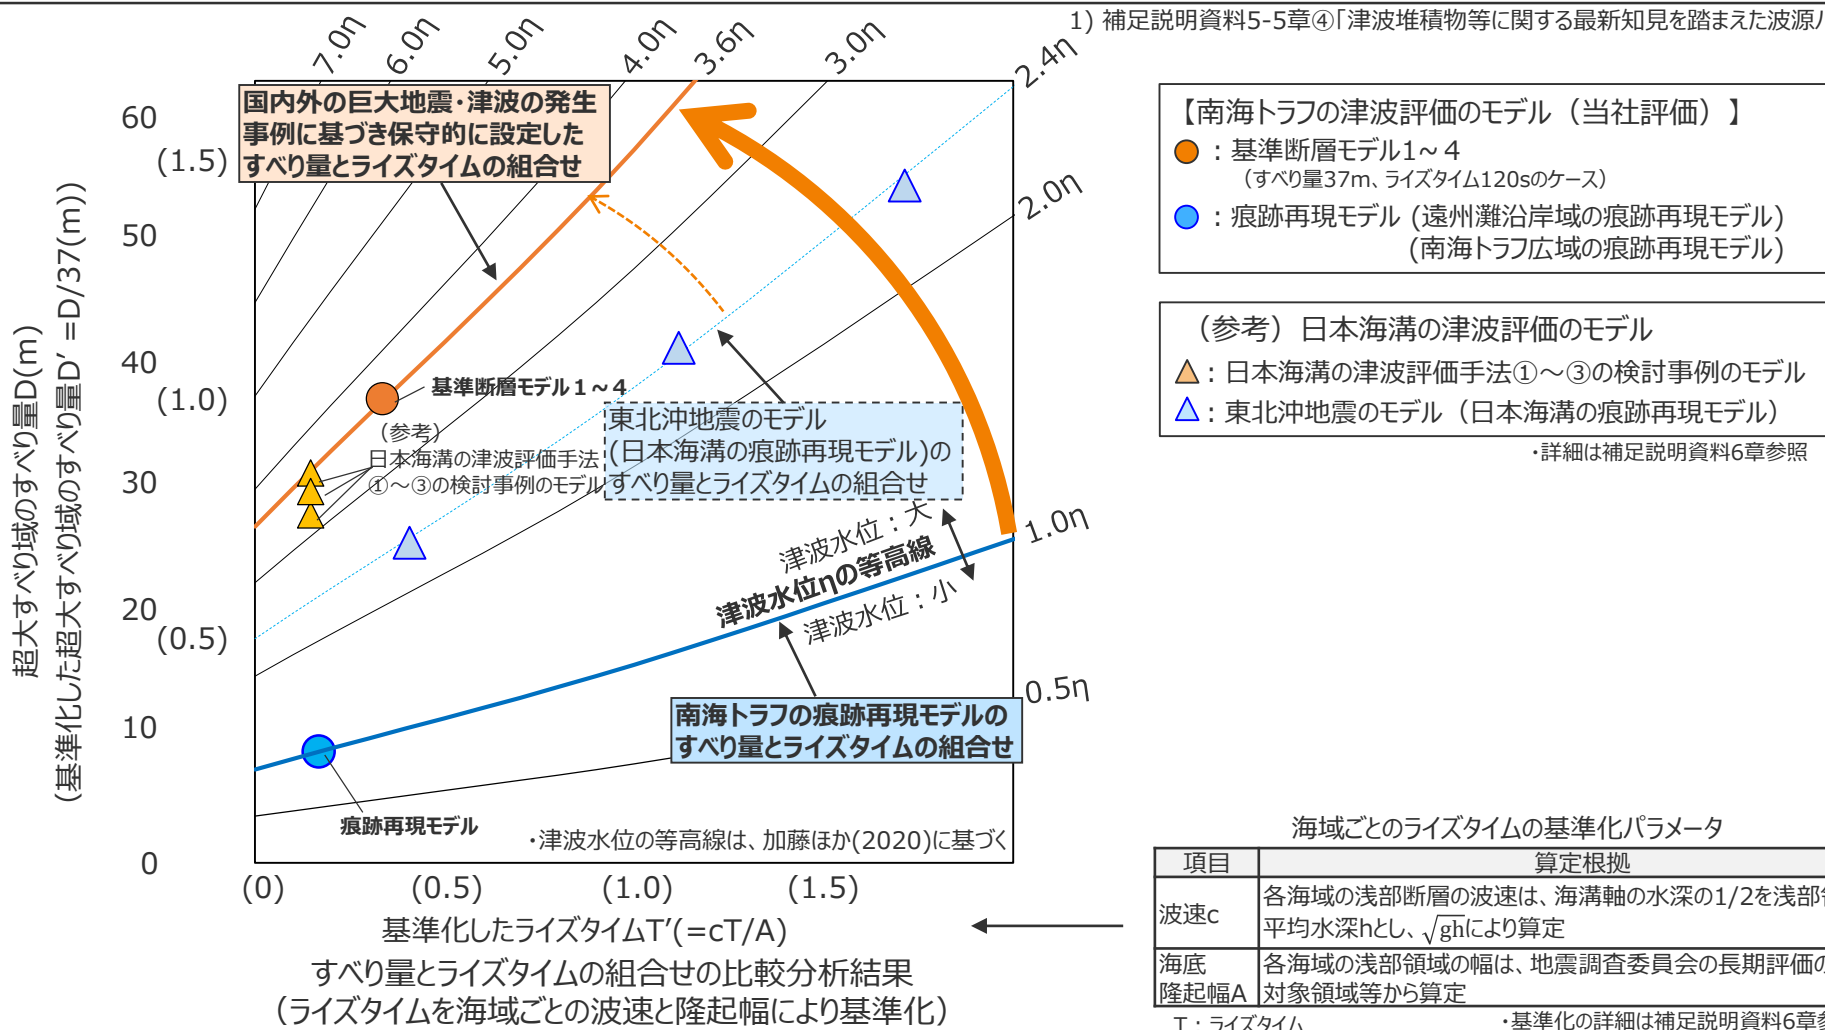 1) 補足説明資料5-5章④「津波堆積物等に関する最新知見を踏まえた波源
7.0η
6.0η
5.0η
4.0η
3.6η
3.0η
2.4η
2.0η
1.0η
0.5η
国内外の巨大地震・津波の発生
事例に基づき保守的に設定した
すべり量とライズタイムの組合せ
超大すべり域のすべり量D(m)
(基準化した超大すべり域のすべり量D′ =D/37(m))
60
(1.5)
50
40
(1.0)
30
20
(0.5)
10
0
基準断層モデル1~4
(参考)
日本海溝の津波評価手法
①～③の検討事例のモデル
東北沖地震のモデル
(日本海溝の痕跡再現モデル)の
すべり量とライズタイムの組合せ
津波水位：大
津波水位ηの等高線
津波水位：小
南海トラフの痕跡再現モデルの
すべり量とライズタイムの組合せ
痕跡再現モデル
・津波水位の等高線は、加藤ほか(2020)に基づく
(0)
(0.5)
(1.0)
(1.5)
基準化したライズタイムT′(=cT/A)
すべり量とライズタイムの組合せの比較分析結果
（ライズタイムを海域ごとの波速と隆起幅により基準化）
【南海トラフの津波評価のモデル（当社評価）】
：基準断層モデル1~4
（すべり量37m、ライズタイム120sのケース）
：痕跡再現モデル (遠州灘沿岸域の痕跡再現モデル)
(南海トラフ広域の痕跡再現モデル)
（参考）日本海溝の津波評価のモデル
：日本海溝の津波評価手法①～③の検討事例のモデル
：東北沖地震のモデル（日本海溝の痕跡再現モデル）
・詳細は補足説明資料6章参照
海域ごとのライズタイムの基準化パラメータ
項目
算定根拠
波速c
各海域の浅部断層の波速は、海溝軸の水深の1/2を浅部
平均水深hとし、√ghにより算定
海底
隆起幅A
各海域の浅部領域の幅は、地震調査委員会の長期評価の
対象領域等から算定
T：ライズタイム
・基準化の詳細は補足説明資料6章